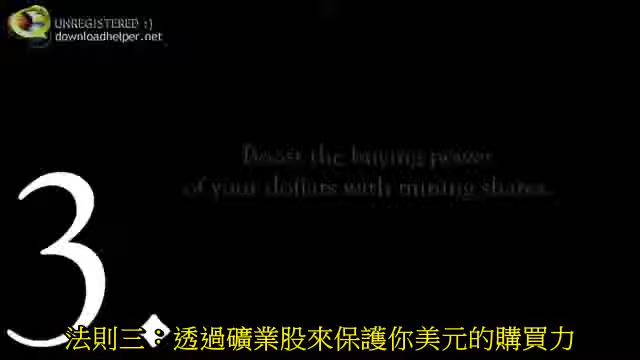 UNREGISTERED :)
downloadhelper.net
Boost the buying power
of your dollars with mining shares.
3.
法則三：透過礦業股來保護你美元的購買力